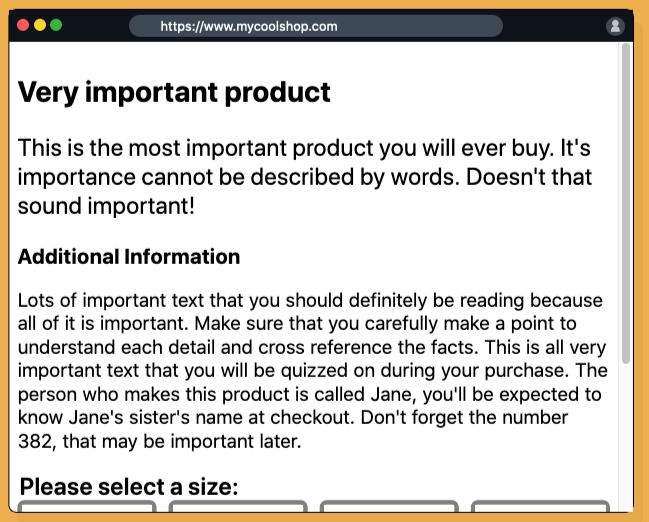 https://www.mycoolshop.com
Very important product
This is the most important product you will ever buy. It's
importance cannot be described by words. Doesn't that
sound important!
Additional Information
Lots of important text that you should definitely be reading because
all of it is important. Make sure that you carefully make a point to
understand each detail and cross reference the facts. This is all very
important text that you will be quizzed on during your purchase. The
person who makes this product is called Jane, you'll be expected to
know Jane's sister's name at checkout. Don't forget the number
382, that may be important later.
Please select a size: